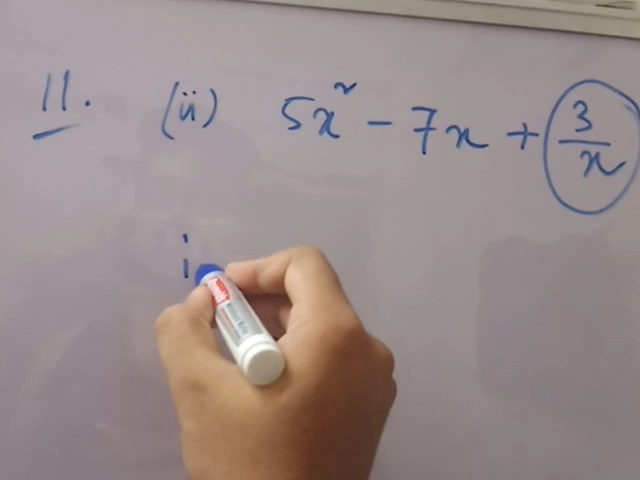 11. (ii) 5x² - 7x + 3/x
i